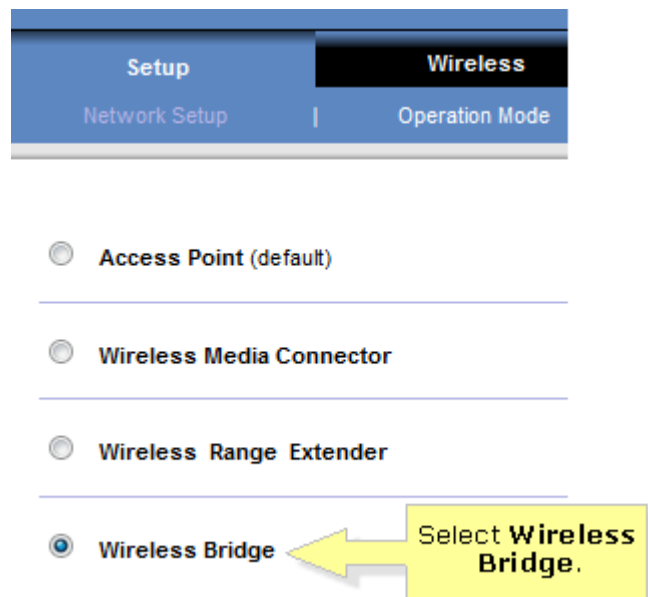 Setup Wireless
Network Setup | Operation Mode
Access Point (default)
Wireless Media Connector
Wireless Range Extender
Wireless Bridge
Select Wireless
Bridge.